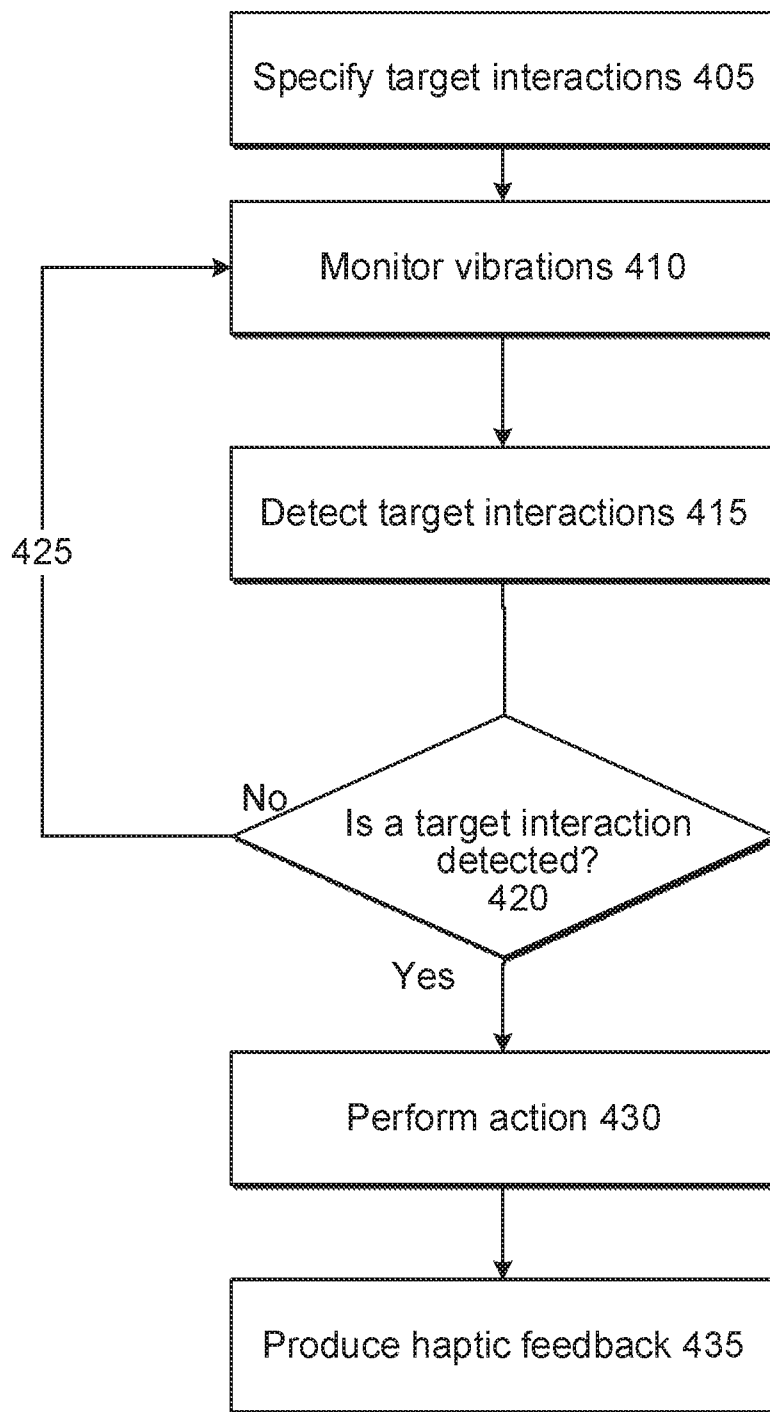 Specify target interactions 405
Monitor vibrations 410
Detect target interactions 415
425
No
Is a target interaction
detected?
420
Yes
Perform action 430
Produce haptic feedback 435